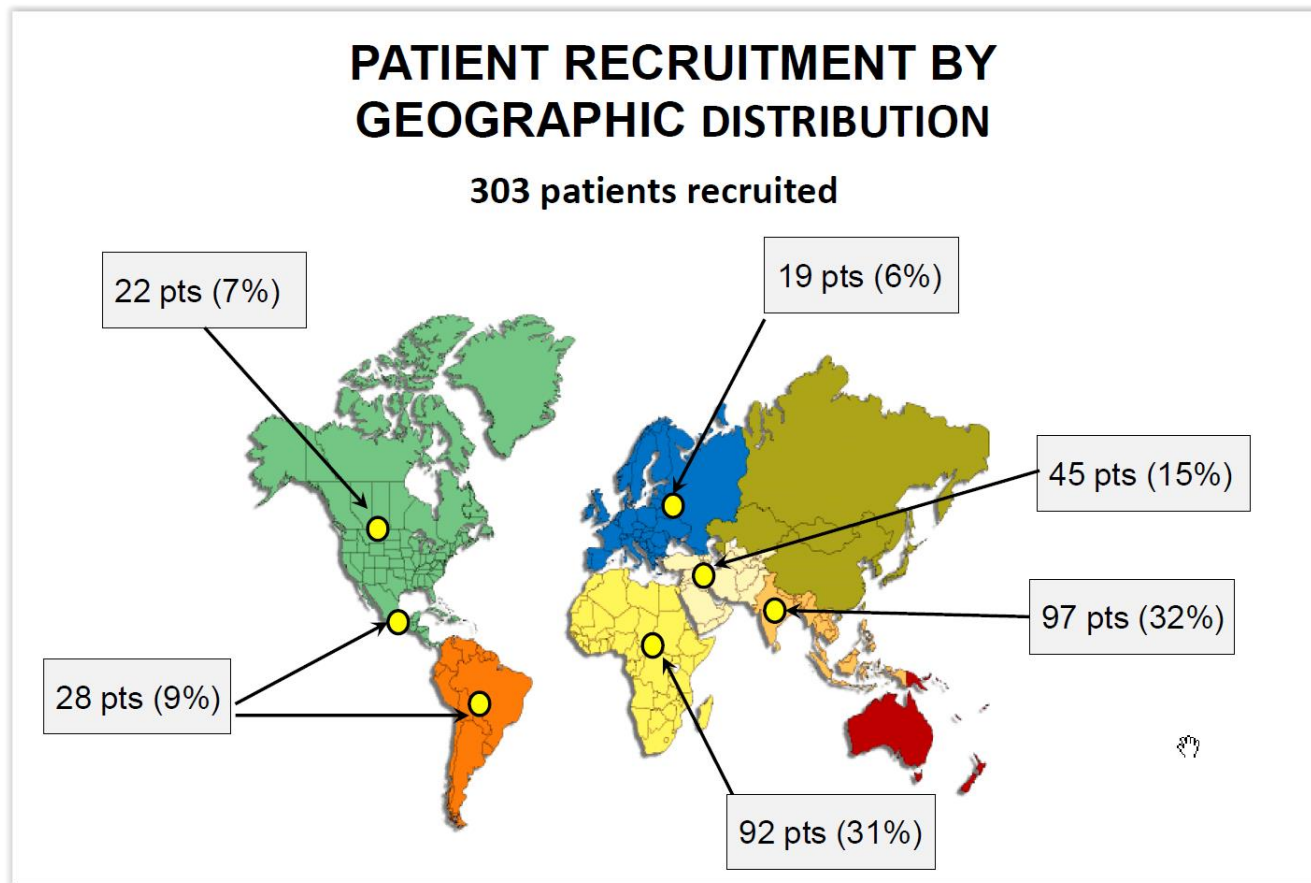 PATIENT RECRUITMENT BY
GEOGRAPHIC DISTRIBUTION
303 patients recruited
22 pts (7%)
19 pts (6%)
45 pts (15%)
97 pts (32%)
28 pts (9%)
92 pts (31%)